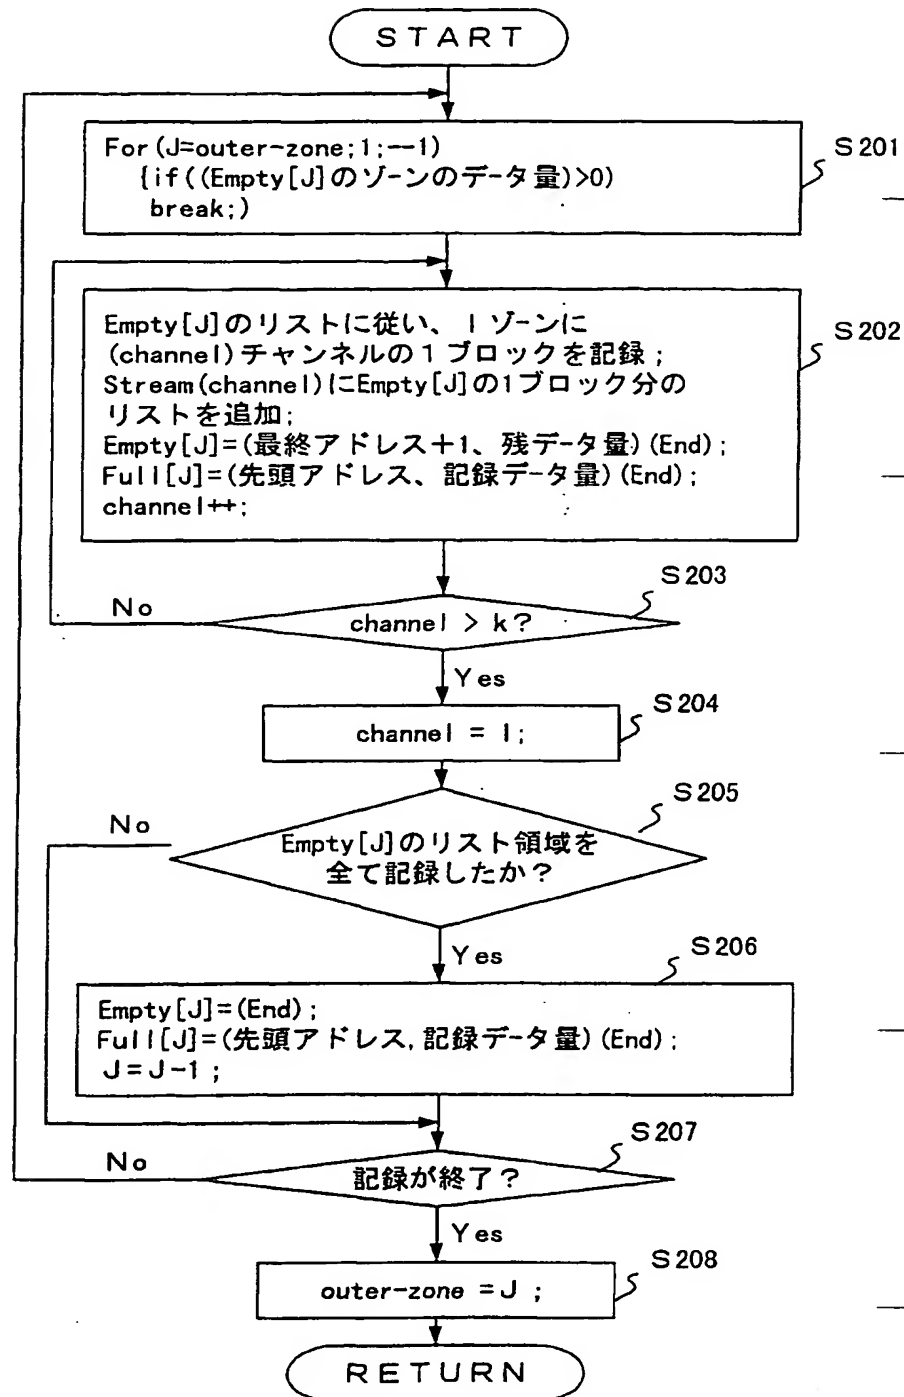 START
For(J=outer-zone;1;--1)
{if((Empty[J]のゾーンのデータ量)>0)
break;)
S201
Empty[J]のリストに従い、Iゾーンに
(channel)チャンネルの1ブロックを記録;
Stream(channel)にEmpty[J]の1ブロック分の
リストを追加;
Empty[J]=(最終アドレス+1、残データ量)(End);
Full[J]=(先頭アドレス、記録データ量)(End);
channel++;
S202
S203
No
channel > k?
Yes
S204
channel = 1;
S205
No
Empty[J]のリスト領域を
全て記録したか?
Yes
S206
Empty[J]=(End);
Full[J]=(先頭アドレス,記録データ量)(End);
J=J-1 ;
S207
No
記録が終了?
Yes
S208
outer-zone =J ;
RETURN